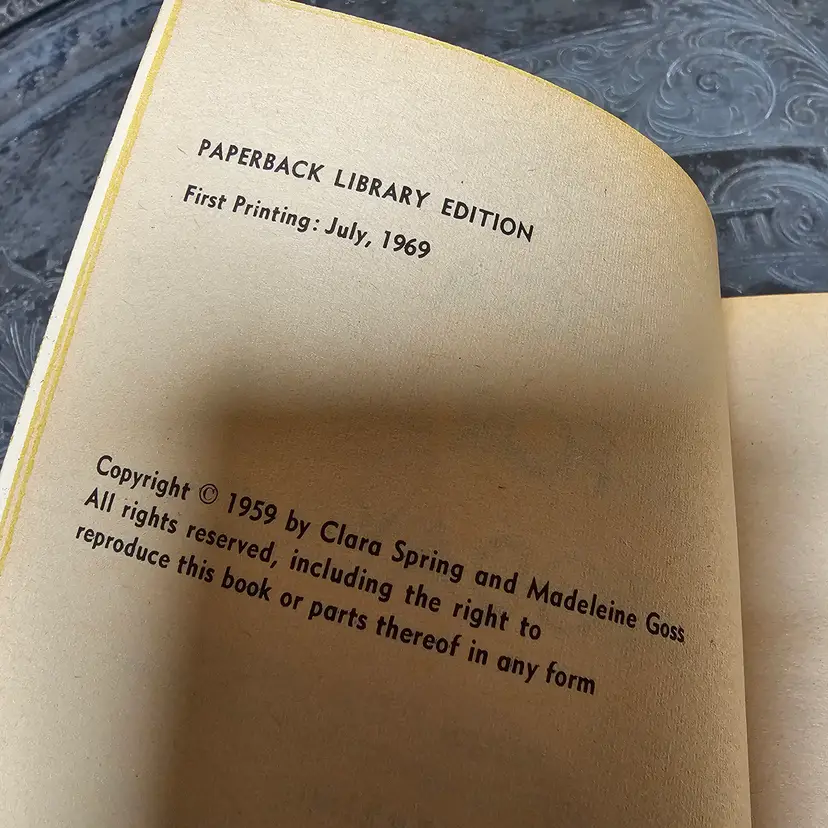 PAPERBACK LIBRARY EDITION
First Printing: July, 1969
Copyright © 1959 by Clara Spring and Madeleine Goss
All rights reserved, including the right to
reproduce this book or parts thereof in any form